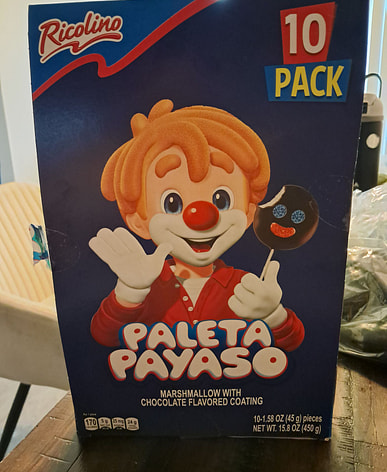 Ricolino
10
PACK
PALETA
PAYASO
MARSHMALLOW WITH
CHOCOLATE FLAVORED COATING
10-1.58 OZ (45 g) pieces
NET WT. 15.8 OZ (450 g)
170